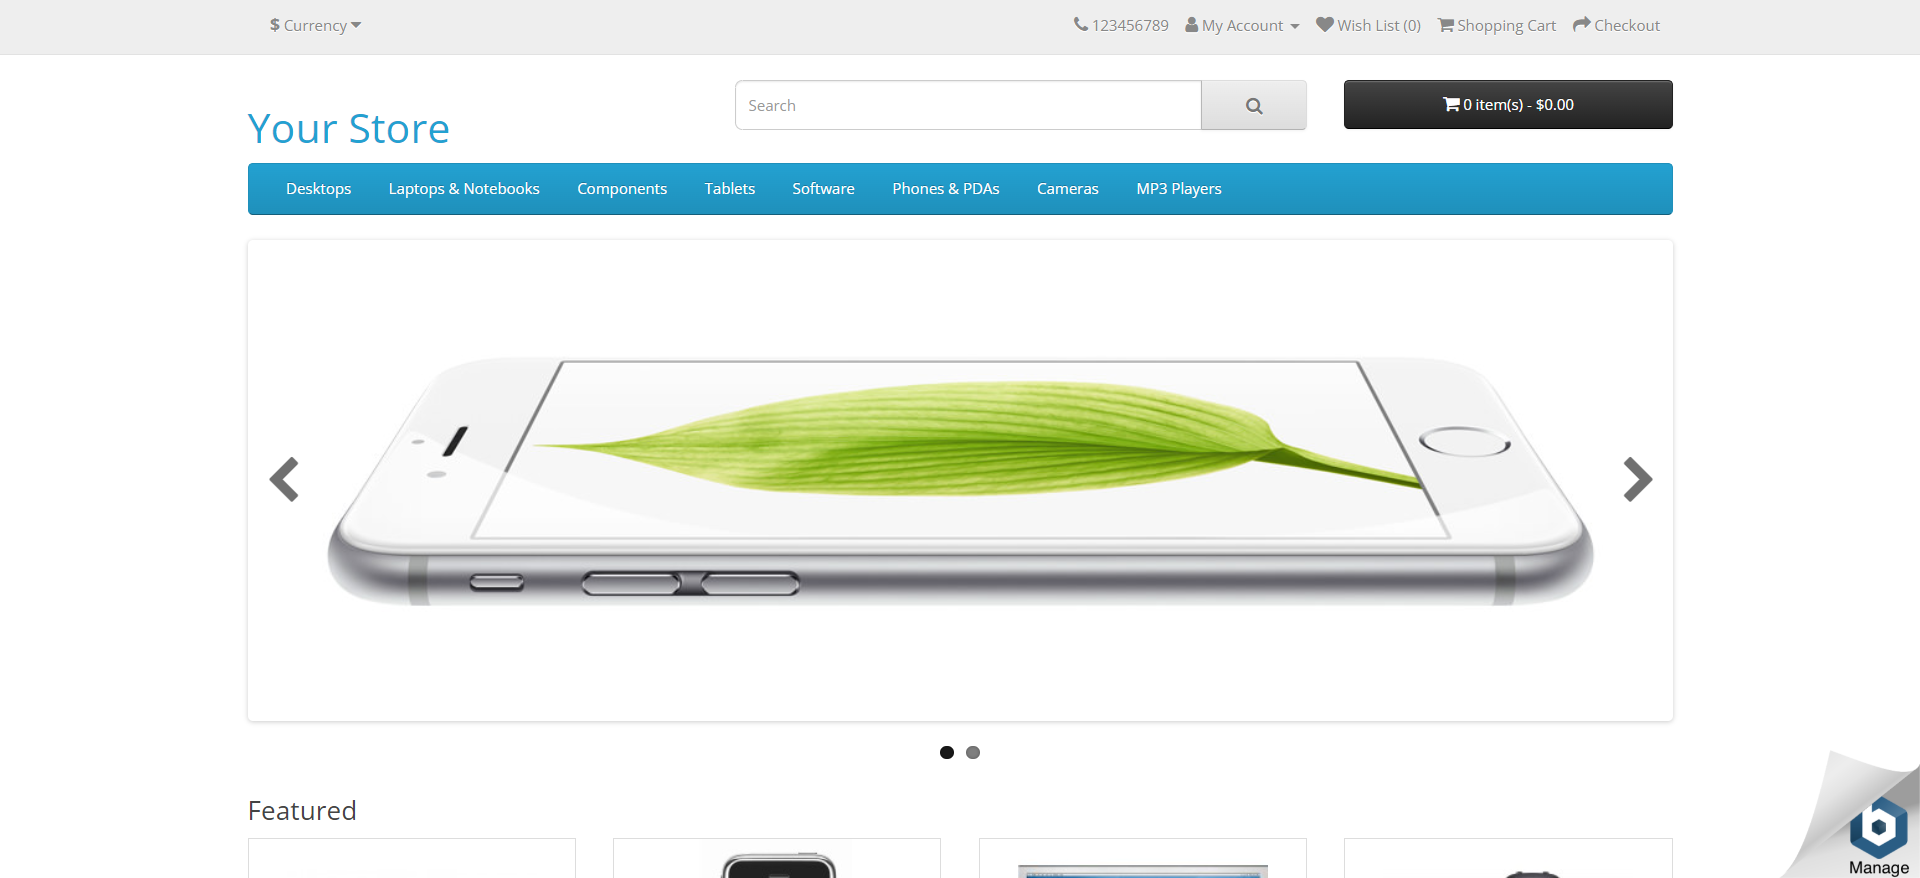 $ Currency
123456789 My Account Wish List (0) Shopping Cart Checkout
Your Store
Search
0 item(s) - $0.00
Desktops Laptops & Notebooks Components Tablets Software Phones & PDAs Cameras MP3 Players
Featured
Manage